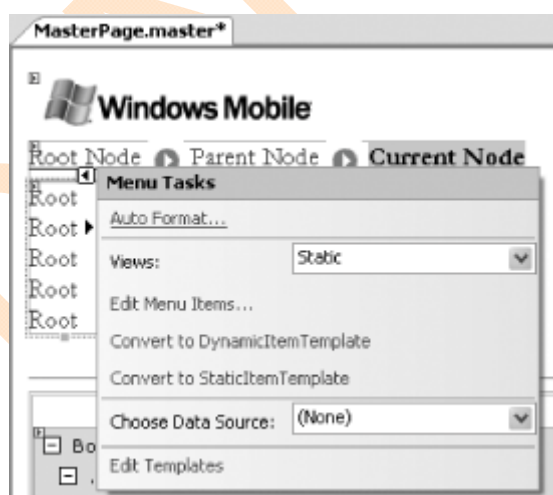 MasterPage.master*
Windows Mobile
Root Node Parent Node Current Node
Root
Root
Root
Root
Root
Menu Tasks
Auto Format...
Views: Static
Edit Menu Items...
Convert to DynamicItemTemplate
Convert to StaticItemTemplate
Choose Data Source: (None)
Edit Templates
Bo